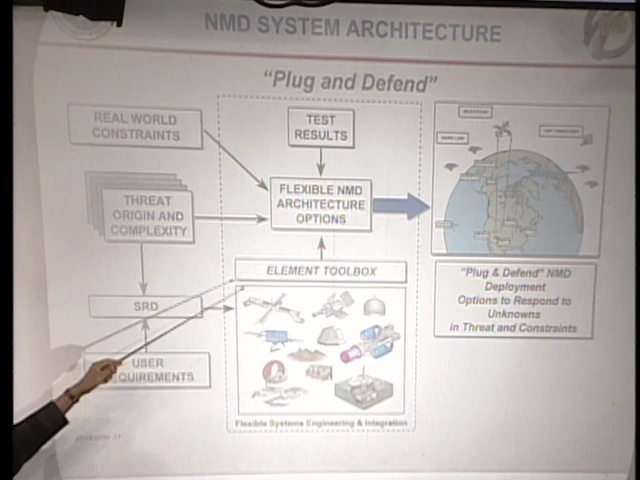 NMD SYSTEM ARCHITECTURE
"Plug and Defend"
REAL WORLD
CONSTRAINTS
TEST
RESULTS
THREAT
ORIGIN AND
COMPLEXITY
FLEXIBLE NMD
ARCHITECTURE
OPTIONS
ELEMENT TOOLBOX
SRD
USER
EQUIREMENTS
"Plug & Defend" NMD
Deployment
Options to Respond to
Unknowns
in Threat and Constraints
Flexible Systems Engineering & Integration